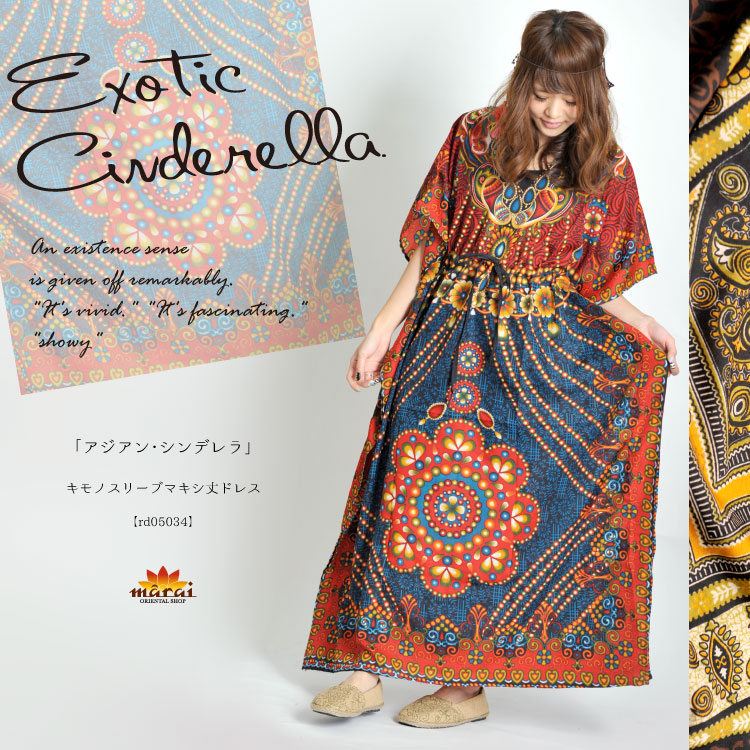 Exotic
Cinderella.
An existence sense
is given off remarkably.
"It's vivid," "It's fascinating."
"showy"
「アジアン・シンデレラ」
キモノスリーブマキシ丈ドレス
【rd05034】
mârai
ORIENTAL SHOP